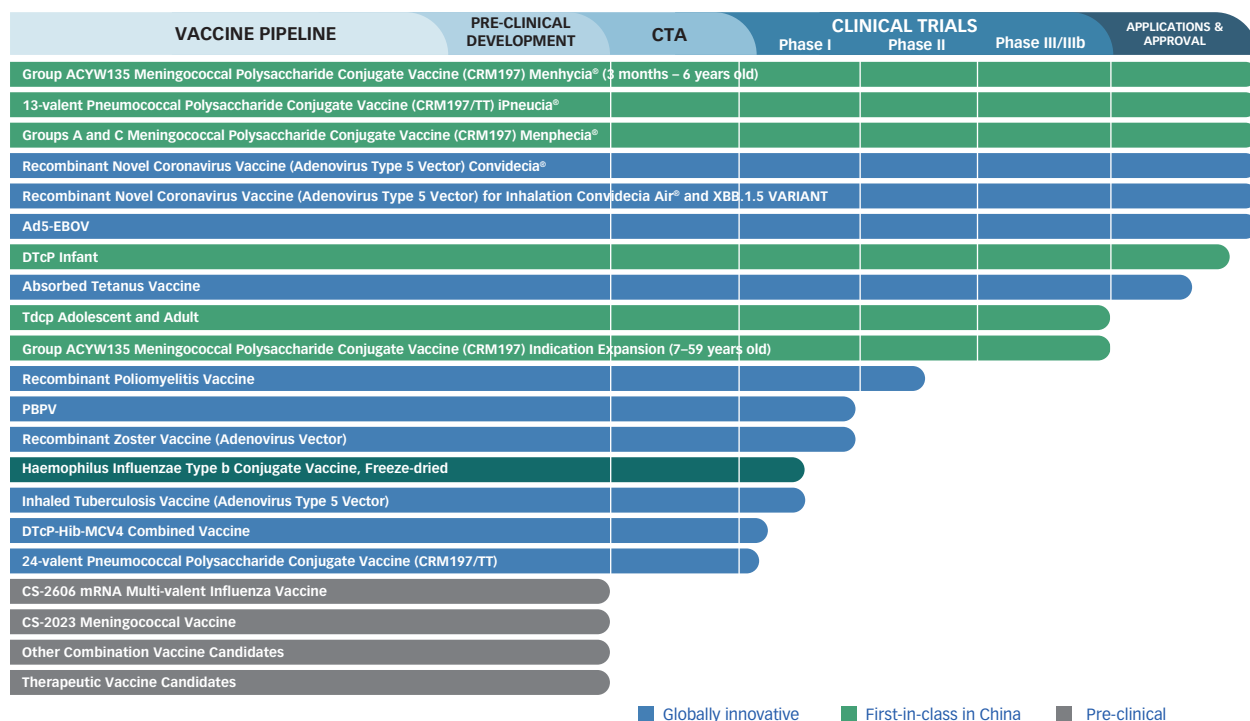 VACCINE PIPELINE
PRE-CLINICAL
DEVELOPMENT
CTA
CLINICAL TRIALS
Phase I
Phase II
Phase III/IIIb
APPLICATIONS &
APPROVAL
Group ACYW135 Meningococcal Polysaccharide Conjugate Vaccine (CRM197) Menhycia® (3 months – 6 years old)
13-valent Pneumococcal Polysaccharide Conjugate Vaccine (CRM197/TT) iPneucia®
Groups A and C Meningococcal Polysaccharide Conjugate Vaccine (CRM197) Menphecia®
Recombinant Novel Coronavirus Vaccine (Adenovirus Type 5 Vector) Convidecia®
Recombinant Novel Coronavirus Vaccine (Adenovirus Type 5 Vector) for Inhalation Convidecia Air® and XBB.1.5 VARIANT
Ad5-EBOV
DTcP Infant
Absorbed Tetanus Vaccine
Tdcp Adolescent and Adult
Group ACYW135 Meningococcal Polysaccharide Conjugate Vaccine (CRM197) Indication Expansion (7–59 years old)
Recombinant Poliomyelitis Vaccine
PBPV
Recombinant Zoster Vaccine (Adenovirus Vector)
Haemophilus Influenzae Type b Conjugate Vaccine, Freeze-dried
Inhaled Tuberculosis Vaccine (Adenovirus Type 5 Vector)
DTcP-Hib-MCV4 Combined Vaccine
24-valent Pneumococcal Polysaccharide Conjugate Vaccine (CRM197/TT)
CS-2606 mRNA Multi-valent Influenza Vaccine
CS-2023 Meningococcal Vaccine
Other Combination Vaccine Candidates
Therapeutic Vaccine Candidates
Globally innovative
First-in-class in China
Pre-clinical